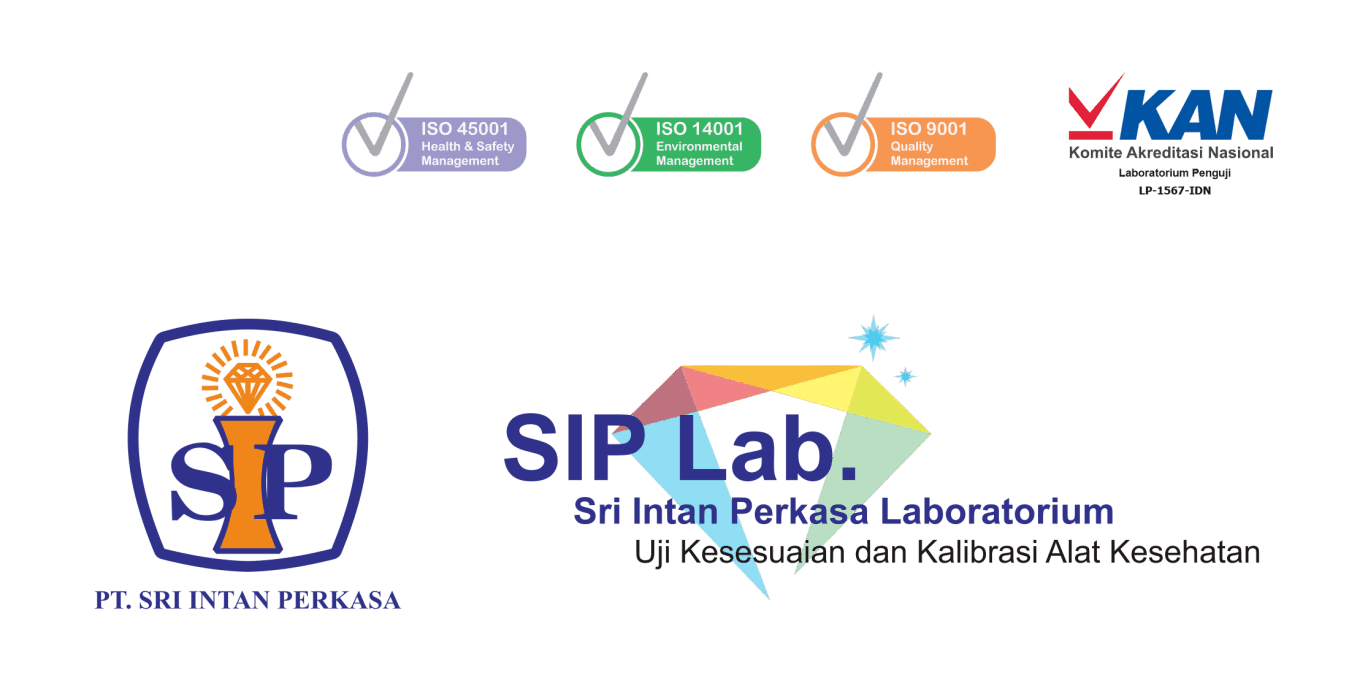 ISO 45001
Health & Safety
Management
ISO 14001
Environmental
Management
ISO 9001
Quality
Management
KAN
Komite Akreditasi Nasional
Laboratorium Penguji
LP-1567-IDN
SIP
PT. SRI INTAN PERKASA
SIP Lab.
Sri Intan Perkasa Laboratorium
Uji Kesesuaian dan Kalibrasi Alat Kesehatan